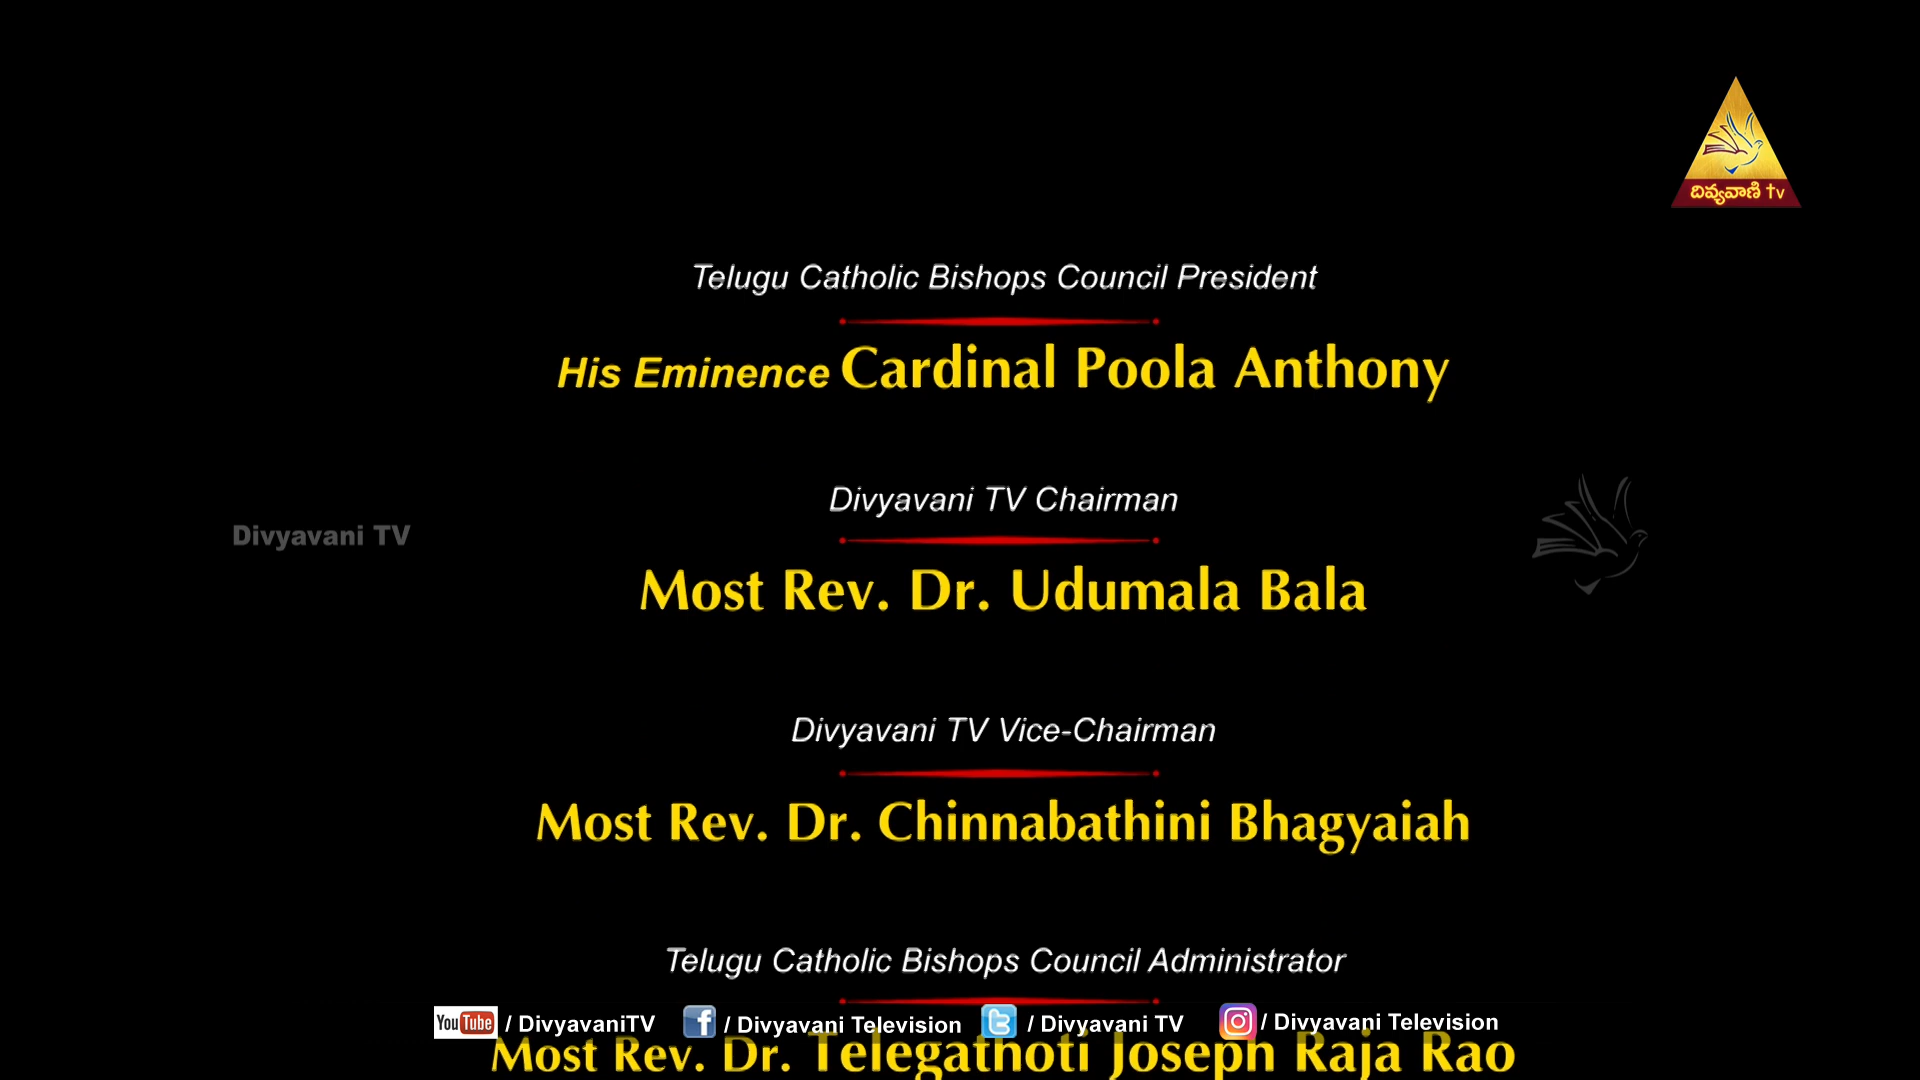 దివ్యవాణి tv
Telugu Catholic Bishops Council President
His Eminence Cardinal Poola Anthony
Divyavani TV Chairman
Divyavani TV
Most Rev. Dr. Udumala Bala
Divyavani TV Vice-Chairman
Most Rev. Dr. Chinnabathini Bhagyaiah
Telugu Catholic Bishops Council Administrator
YouTube / DivyavaniTV f / Divyavani Television t / Divyavani TV / Divyavani Television
Most Rev. Dr. Telegathoti Joseph Raja Rao